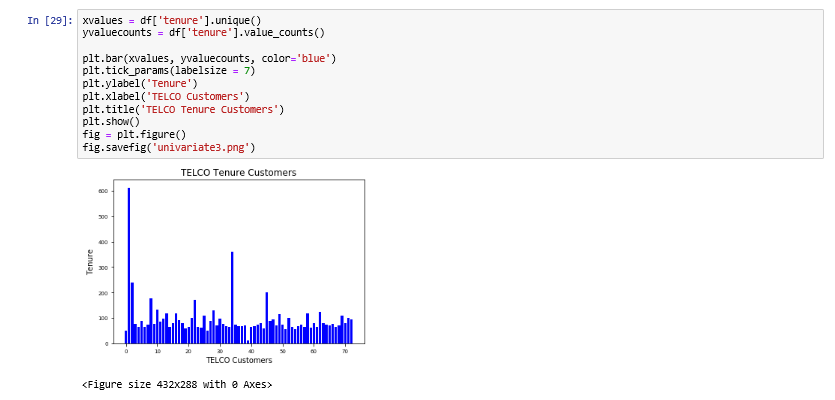 In [29]: xvalues = df['tenure'].unique()
yvaluecounts = df['tenure'].value_counts()
plt.bar(xvalues, yvaluecounts, color='blue')
plt.tick_params(labelsize = 7)
plt.ylabel('Tenure')
plt.xlabel('TELCO Customers')
plt.title('TELCO Tenure Customers')
plt.show()
fig = plt.figure()
fig.savefig('univariate3.png')
TELCO Tenure Customers
600
500
400
300
200
100
0
Tenure
0 10 20 30 40 50 60 70
TELCO Customers
<Figure size 432x288 with 0 Axes>